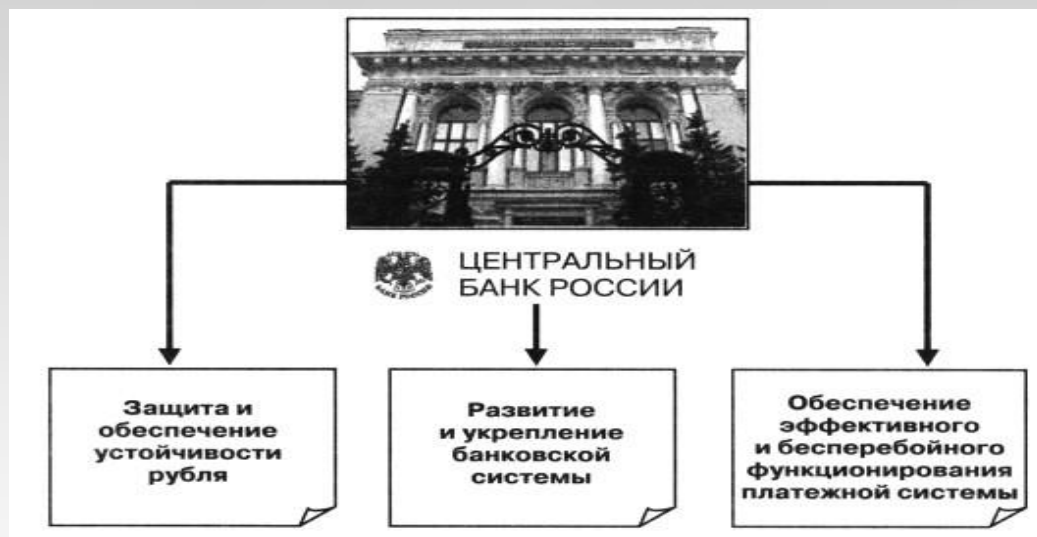 ЦЕНТРАЛЬНЫЙ
БАНК РОССИИ
Защита и
обеспечение
устойчивости
рубля
Развитие
и укрепление
банковской
системы
Обеспечение
эффективного
и бесперебойного
функционирования
платежной системы